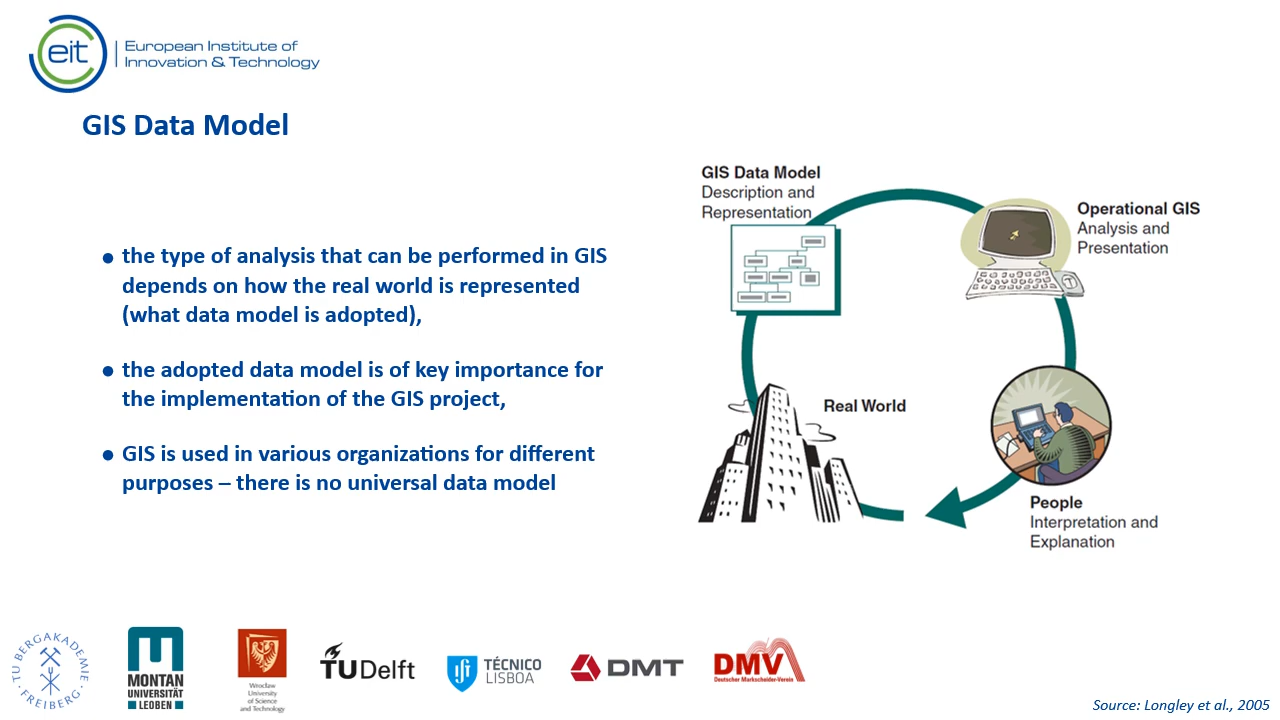 eit
European Institute of
Innovation & Technology
GIS Data Model
● the type of analysis that can be performed in GIS
depends on how the real world is represented
(what data model is adopted),
● the adopted data model is of key importance for
the implementation of the GIS project,
● GIS is used in various organizations for different
purposes – there is no universal data model
GIS Data Model
Description and
Representation
Operational GIS
Analysis and
Presentation
Real World
People
Interpretation and
Explanation
· TU BERGAKADEMIE ·
FREIBERG
MONTAN
UNIVERSITÄT
LEOBEN
Wrocław
University
of Science
and Technology
TUDelft
TÉCNICO
LISBOA
DMT
DMV
Deutscher Markscheider-Verein
Source: Longley et al., 2005